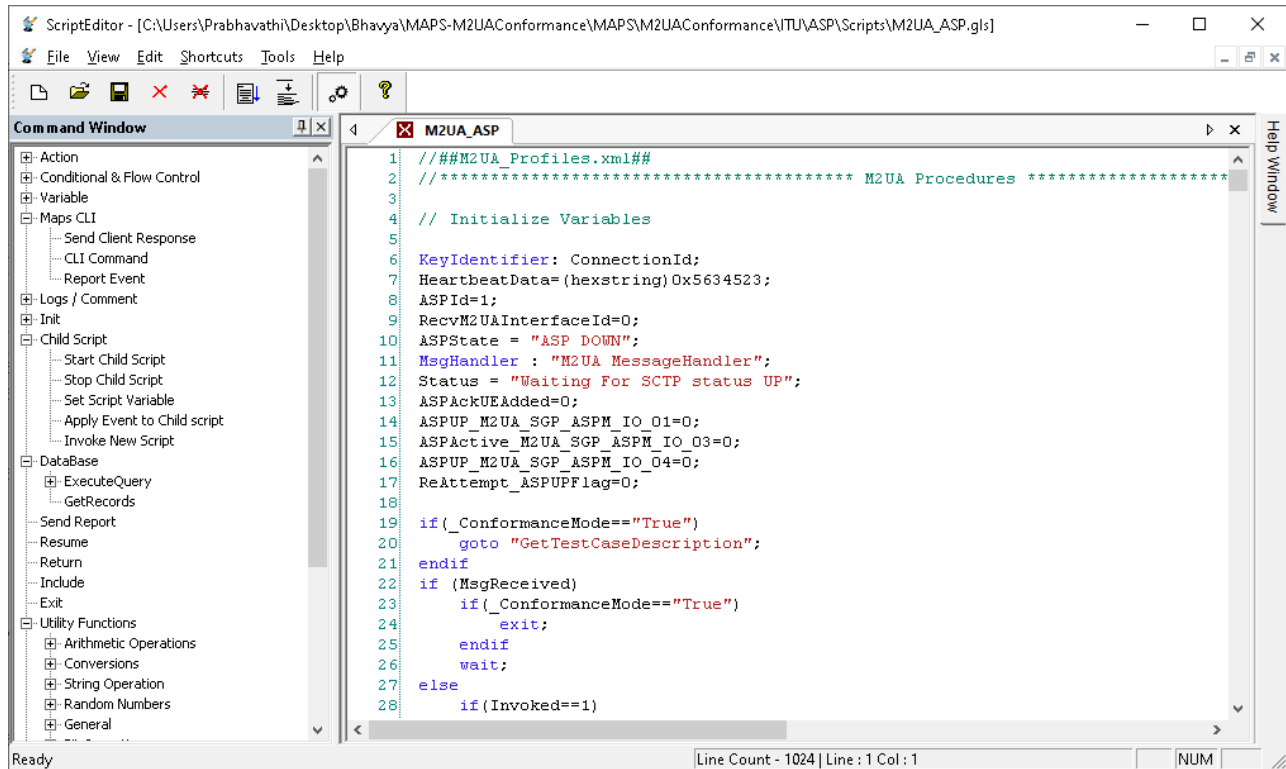 ScriptEditor - [C:\Users\Prabhavathi\Desktop\Bhavya\MAPS-M2UAConformance\MAPS\M2UAConformance\ITU\ASP\Scripts\M2UA_ASP.gls]
File View Edit Shortcuts Tools Help
Command Window
Action
Conditional & Flow Control
Variable
Maps CLI
Send Client Response
CLI Command
Report Event
Logs / Comment
Init
Child Script
Start Child Script
Stop Child Script
Set Script Variable
Apply Event to Child script
Invoke New Script
DataBase
ExecuteQuery
GetRecords
Send Report
Resume
Return
Include
Exit
Utility Functions
Arithmetic Operations
Conversions
String Operation
Random Numbers
General
M2UA_ASP
1 //##M2UA_Profiles.xml##
2 //***************************************** M2UA Procedures ********************
3
4 // Initialize Variables
5
6 KeyIdentifier: ConnectionId;
7 HeartbeatData=(hexstring)0x5634523;
8 ASPId=1;
9 RecvM2UAInterfaceId=0;
10 ASPState = "ASP DOWN";
11 MsgHandler : "M2UA MessageHandler";
12 Status = "Waiting For SCTP status UP";
13 ASPAckUEAdded=0;
14 ASPUP_M2UA_SGP_ASPM_IO_01=0;
15 ASPActive_M2UA_SGP_ASPM_IO_03=0;
16 ASPUP_M2UA_SGP_ASPM_IO_04=0;
17 ReAttempt_ASPUPFlag=0;
18
19 if(_ConformanceMode=="True")
20 goto "GetTestCaseDescription";
21 endif
22 if (MsgReceived)
23 if(_ConformanceMode=="True")
24 exit;
25 endif
26 wait;
27 else
28 if(Invoked==1)
Help Window
Ready
Line Count - 1024 | Line : 1 Col : 1
NUM